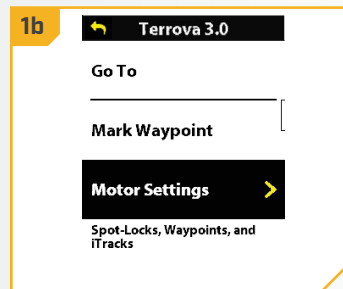 1b
Terrova 3.0
Go To
Mark Waypoint
Motor Settings
Spot-Locks, Waypoints, and
iTracks